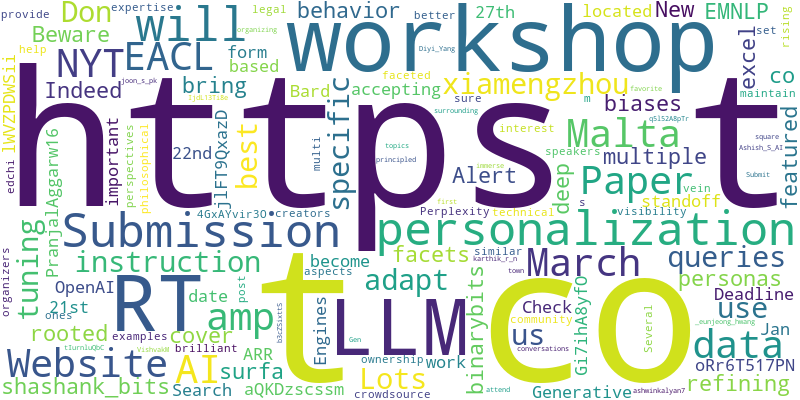 provide
expertise
Don
Beware
will
legal
behavior
workshop
located
27th
New
EMNLP
better
set
rising
help
organizing
Diyi_Yang
NYT
EACL
form
based
faceted
Indeed
bring
Bard
accepting
joon_s_pk
multi
favorite
surrounding
sure
xiamengzhou
m
biases
co
excel
interest
maintain
https
t
lWVZPDWSii
edchi
important
perspectives
philosophical
best
22nd
jlFT9QxazD
specific
Alert
deep
Malta
multiple
q5i52A8pTr
topics
principled
vein
square
Ashish_S_AI
featured
PranjalAggarw16
tuning
4GxAYvir3O
creators
Perplexity
technical
speakers
Paper
standoff
immerse
s
Submit
visibility
Submission
personalization
instruction
become
facets
similar
karthik_r_n
March
queries
organizers
OpenAI
date
post
adapt
first
town
personas
RT
amp
LLM
t
co
21st
ones
aspects
Engines
binarybits
Check
us
community
conversations
Gi7ihA8yfO
use
Deadline
_eunjeong_hwang
Several
rooted
examples
cover
b3cZSixctS
ownership
work
Jan
data
Website
brilliant
AI
ARR
surfa
Gen
Lots
oRr6T517PN
shashank_bits
Search
aQKDzscssm
crowdsource
attend
Generative
ashwinkalyan7
refining